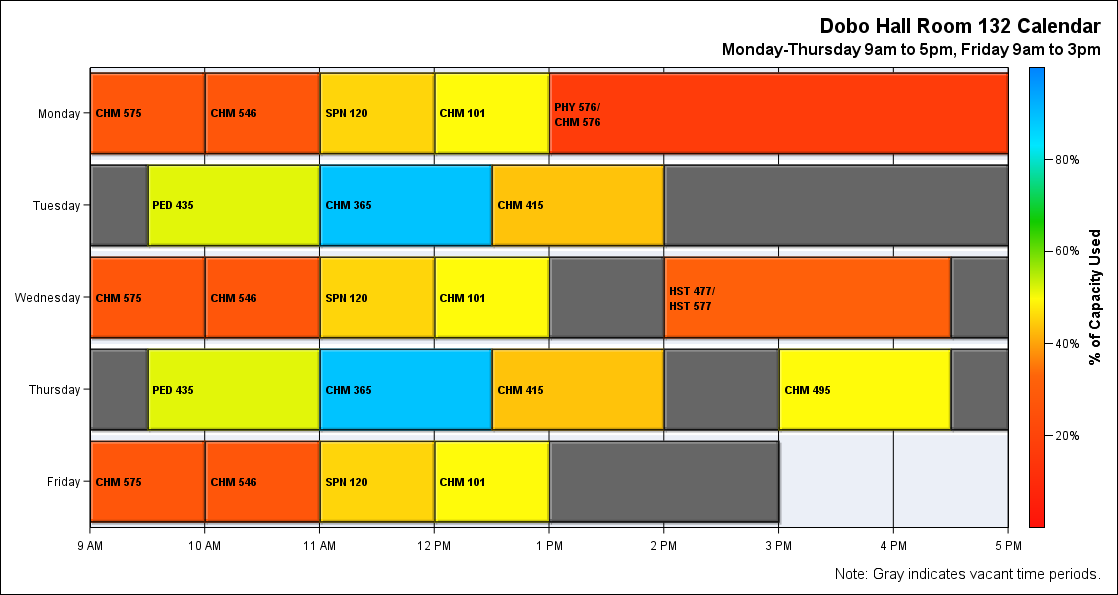 Dobo Hall Room 132 Calendar
Monday-Thursday 9am to 5pm, Friday 9am to 3pm
Monday
CHM 575
CHM 546
SPN 120
CHM 101
PHY 576/
CHM 576
Tuesday
PED 435
CHM 365
CHM 415
Wednesday
CHM 575
CHM 546
SPN 120
CHM 101
HST 477/
HST 577
Thursday
PED 435
CHM 365
CHM 415
CHM 495
Friday
CHM 575
CHM 546
SPN 120
CHM 101
9 AM
10 AM
11 AM
12 PM
1 PM
2 PM
3 PM
4 PM
5 PM
80%
60%
40%
20%
% of Capacity Used
Note: Gray indicates vacant time periods.